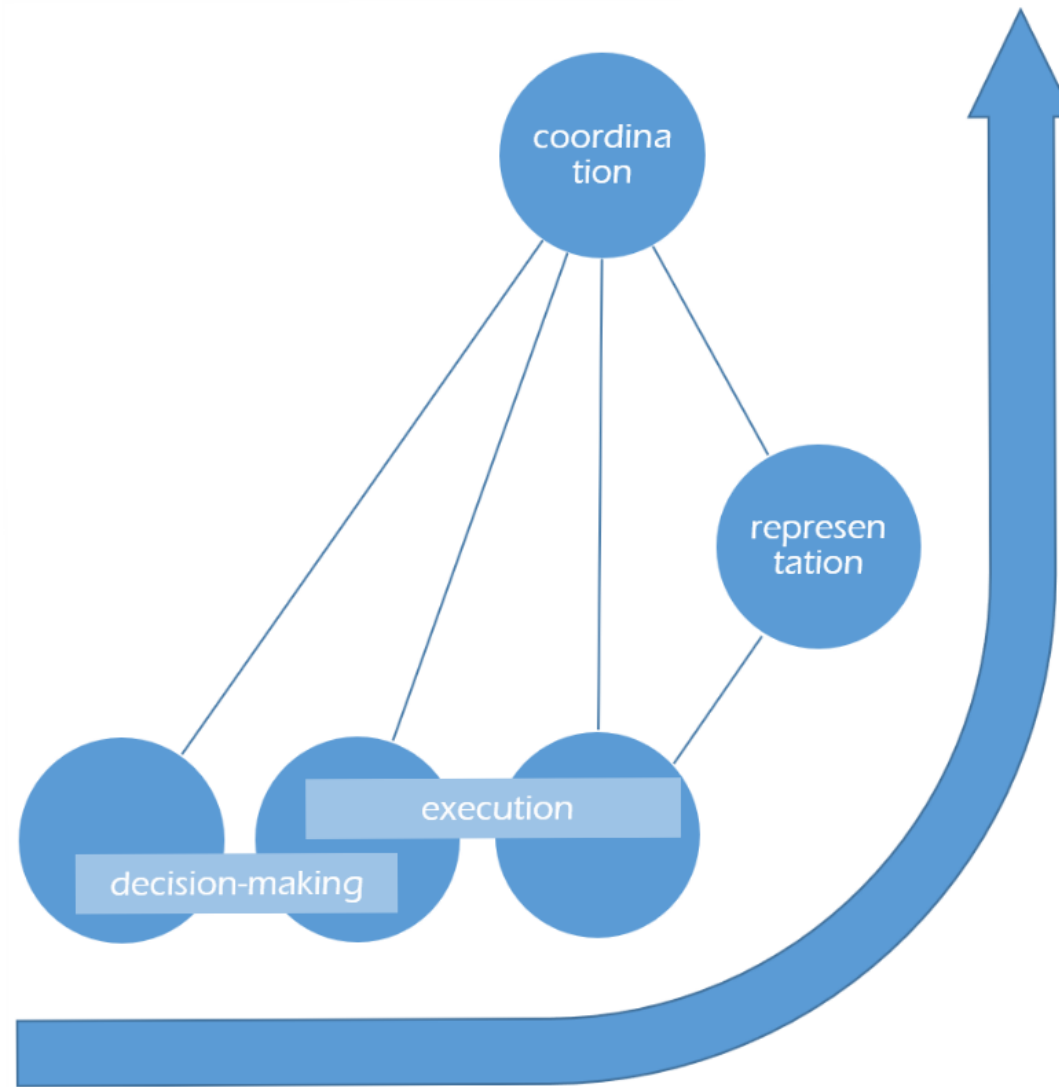 coordina
tion
represen
tation
execution
decision-making